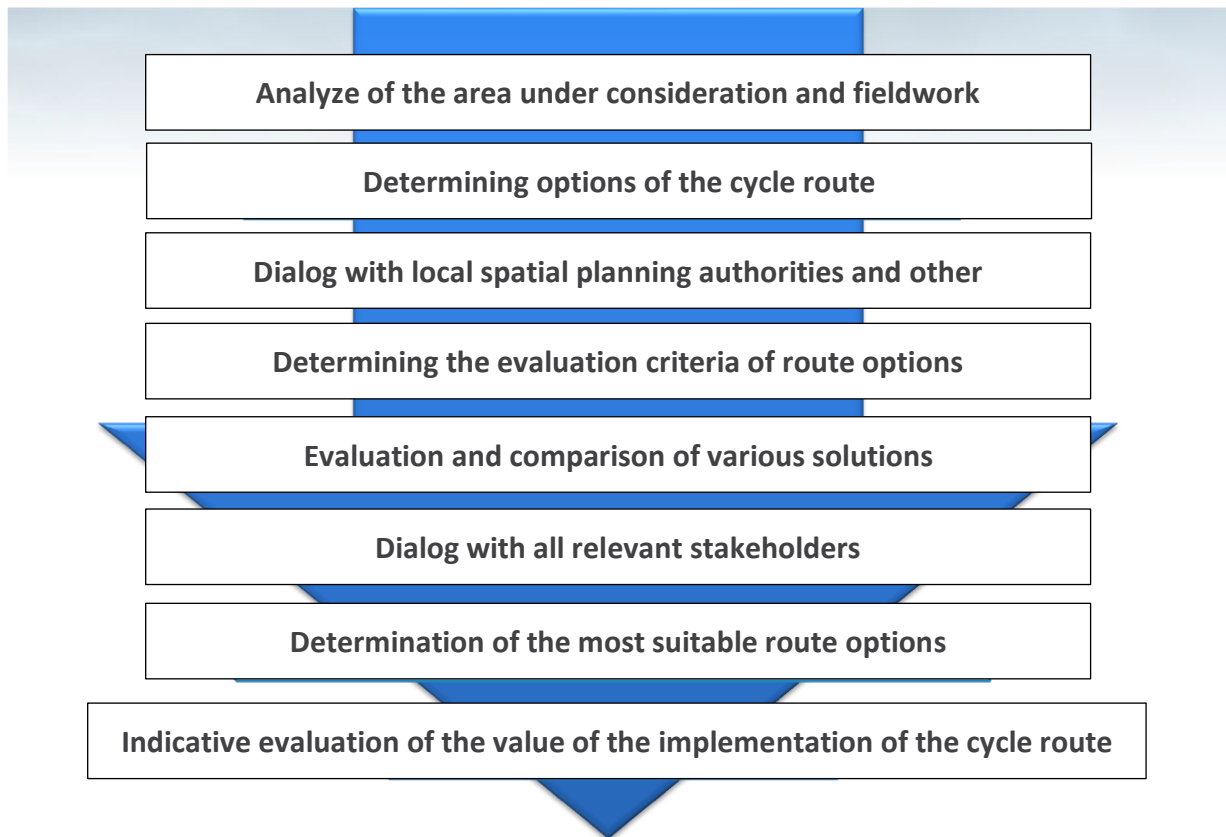 Analyze of the area under consideration and fieldwork
Determining options of the cycle route
Dialog with local spatial planning authorities and other
Determining the evaluation criteria of route options
Evaluation and comparison of various solutions
Dialog with all relevant stakeholders
Determination of the most suitable route options
Indicative evaluation of the value of the implementation of the cycle route